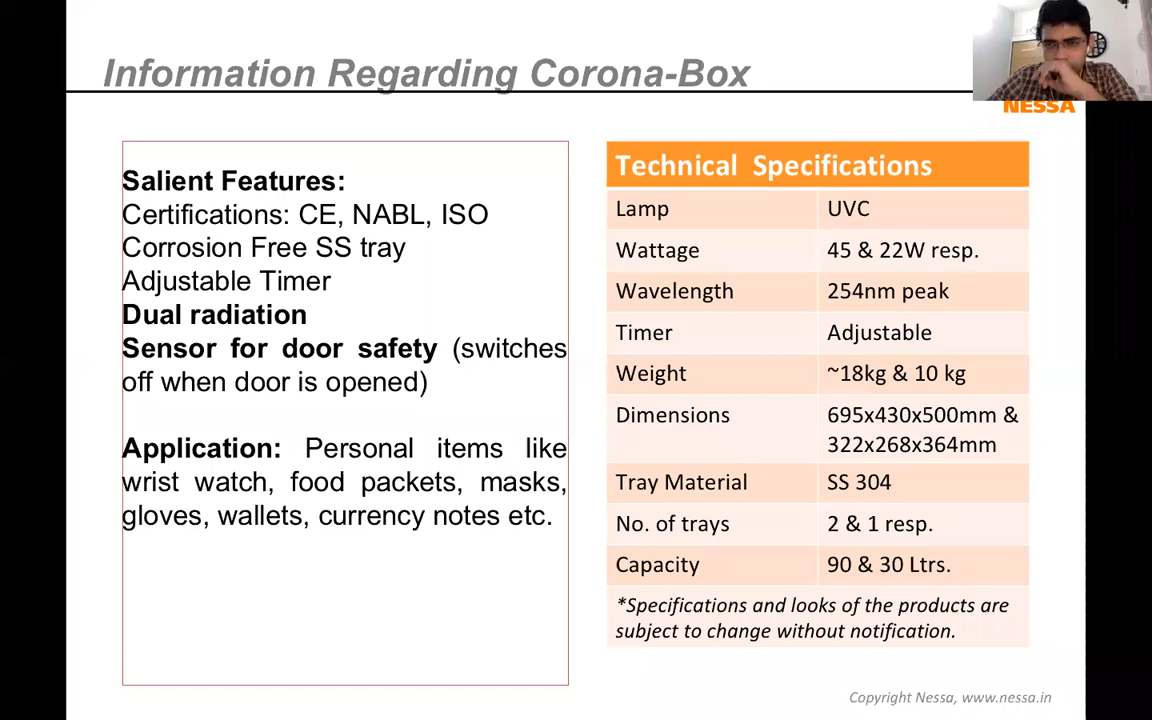 Information Regarding Corona-Box
NESSA
Salient Features:
Certifications: CE, NABL, ISO
Corrosion Free SS tray
Adjustable Timer
Dual radiation
Sensor for door safety (switches
off when door is opened)
Application: Personal items like
wrist watch, food packets, masks,
gloves, wallets, currency notes etc.
Technical Specifications
Lamp UVC
Wattage 45 & 22W resp.
Wavelength 254nm peak
Timer Adjustable
Weight ~18kg & 10 kg
Dimensions 695x430x500mm &
322x268x364mm
Tray Material SS 304
No. of trays 2 & 1 resp.
Capacity 90 & 30 Ltrs.
*Specifications and looks of the products are
subject to change without notification.
Copyright Nessa, www.nessa.in